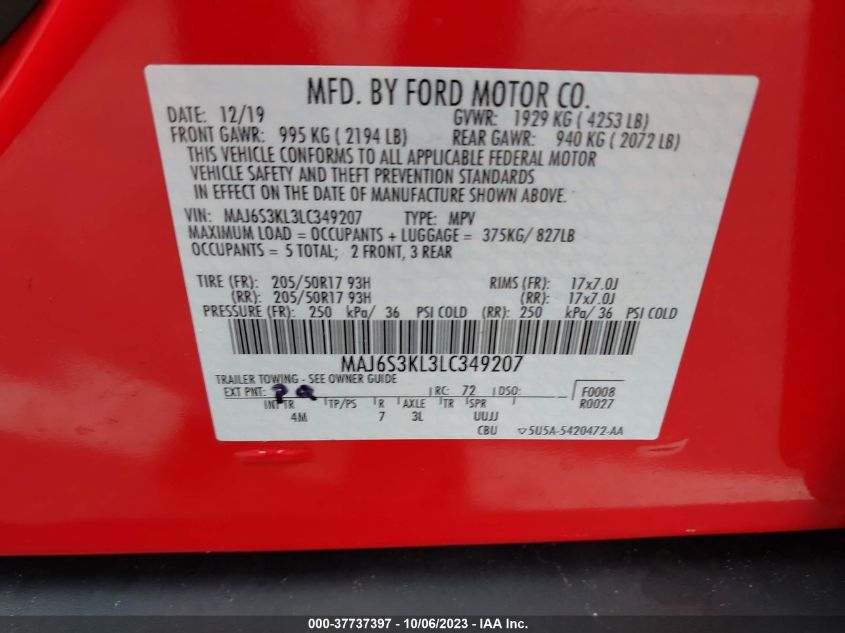 MFD. BY FORD MOTOR CO.
DATE: 12/19 GVWR: 1929 KG ( 4253 LB)
FRONT GAWR: 995 KG ( 2194 LB) REAR GAWR: 940 KG ( 2072 LB)
THIS VEHICLE CONFORMS TO ALL APPLICABLE FEDERAL MOTOR
VEHICLE SAFETY AND THEFT PREVENTION STANDARDS
IN EFFECT ON THE DATE OF MANUFACTURE SHOWN ABOVE.
VIN: MAJ6S3KL3LC349207 TYPE: MPV
MAXIMUM LOAD = OCCUPANTS + LUGGAGE = 375KG/ 827LB
OCCUPANTS = 5 TOTAL; 2 FRONT, 3 REAR
TIRE (FR): 205/50R17 93H RIMS (FR): 17x7.0J
(RR): 205/50R17 93H (RR): 17x7.0J
PRESSURE (FR): 250 kPa/ 36 PSI COLD (RR): 250 kPa/ 36 PSI COLD
MAJ6S3KL3LC349207
TRAILER TOWING - SEE OWNER GUIDE
EXT PNT: RC: 72 DSO: F0008
INT TR TP/PS R AXLE TR SPR R0027
4M 7 3L UUJJ
CBU 5U5A-5420472-AA
000-37737397 - 10/06/2023 - IAA Inc.